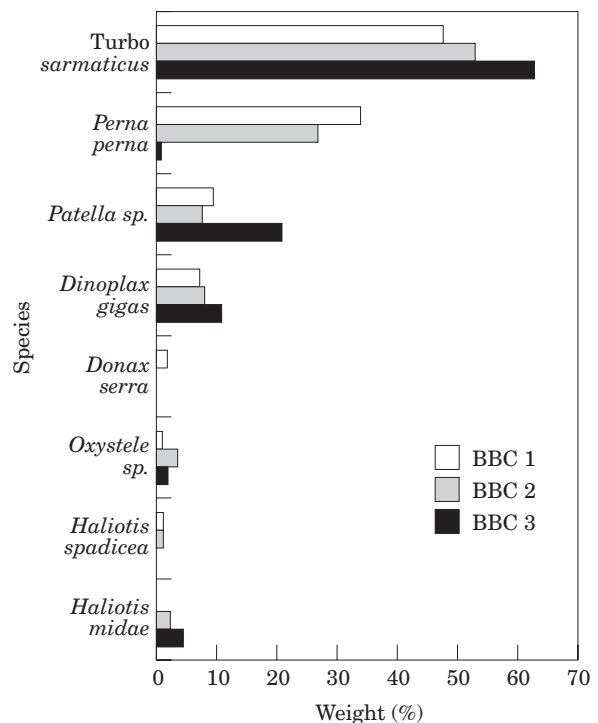 Turbo
sarmaticus
Perna
perna
Patella sp.
Dinoplax
gigas
Donax
serra
Oxystele
sp.
Haliotis
spadicea
Haliotis
midae
Species
BBC 1
BBC 2
BBC 3
0 10 20 30 40 50 60 70
Weight (%)